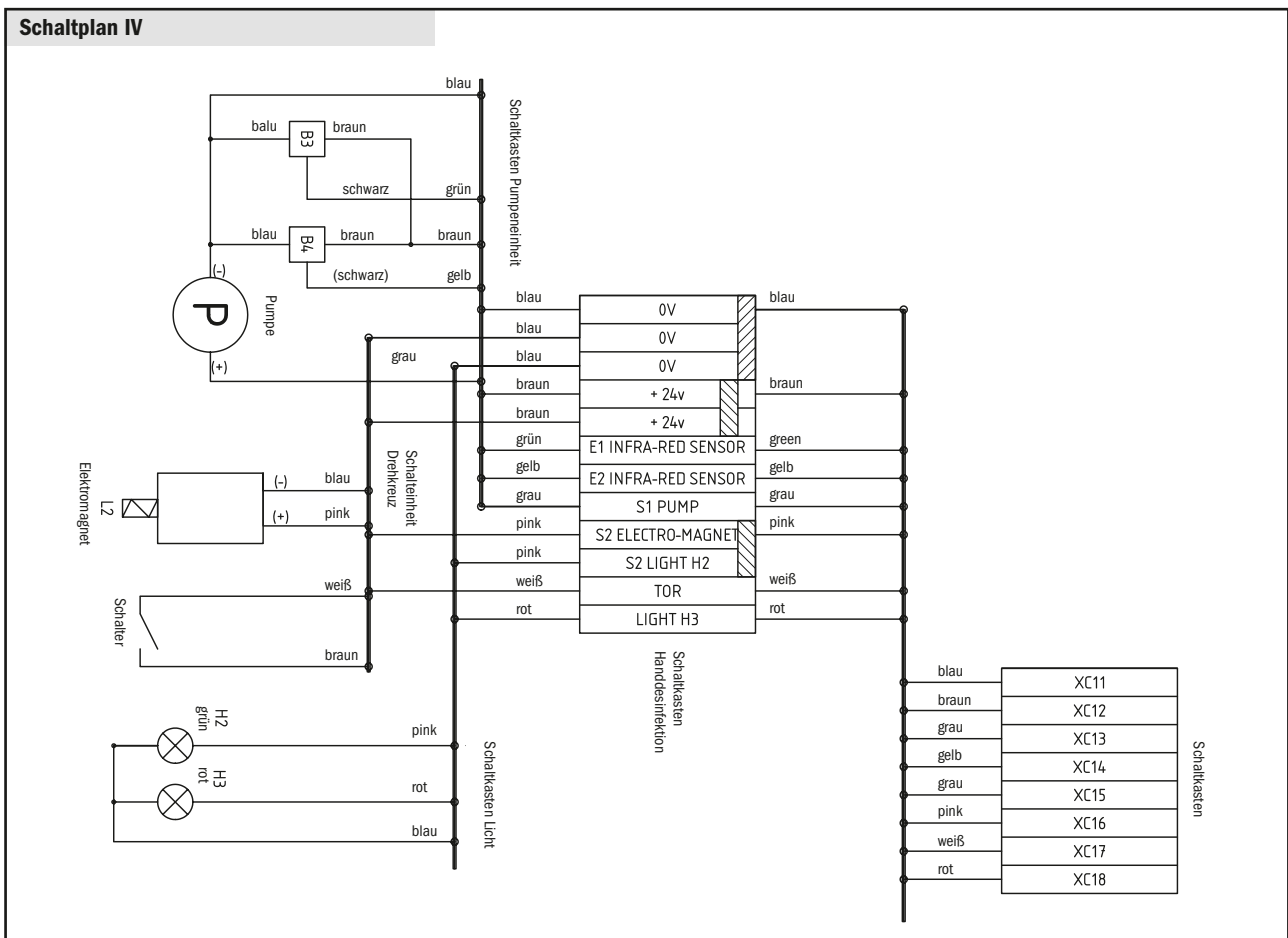 Schaltplan IV
blau
balu
B3
braun
schwarz
grün
blau
B4
braun
braun
(schwarz)
gelb
Schaltkasten Pumpeneinheit
(-)
P
Pumpe
(+)
grau
blau
0V
blau
blau
0V
blau
0V
braun
+ 24v
braun
braun
+ 24v
grün
E1 INFRA-RED SENSOR
green
gelb
E2 INFRA-RED SENSOR
gelb
grau
S1 PUMP
grau
pink
S2 ELECTRO-MAGNET
pink
pink
S2 LIGHT H2
weiß
TOR
weiß
rot
LIGHT H3
rot
Schaltkasten
Handdesinfektion
Elektromagnet
L2
(-)
blau
(+)
pink
Schalteinheit
Drehkreuz
weiß
Schalter
braun
H2
grün
pink
H3
rot
rot
blau
Schaltkasten Licht
blau
XC11
braun
XC12
grau
XC13
gelb
XC14
grau
XC15
pink
XC16
weiß
XC17
rot
XC18
Schaltkasten